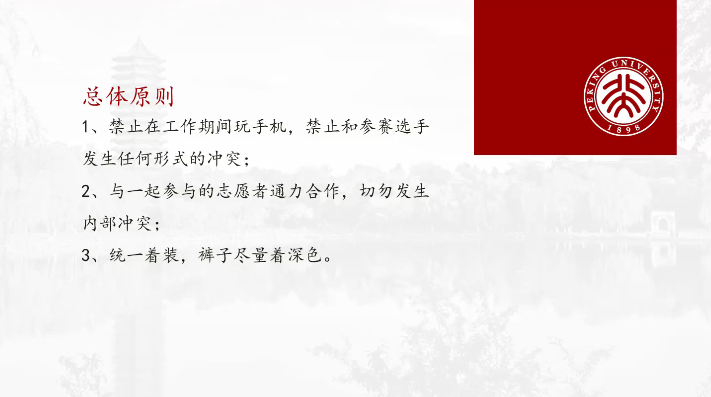 总体原则
1、禁止在工作期间玩手机，禁止和参赛选手
发生任何形式的冲突；
2、与一起参与的志愿者通力合作，切勿发生
内部冲突；
3、统一着装，裤子尽量着深色。
PEKING UNIVERSITY
1898